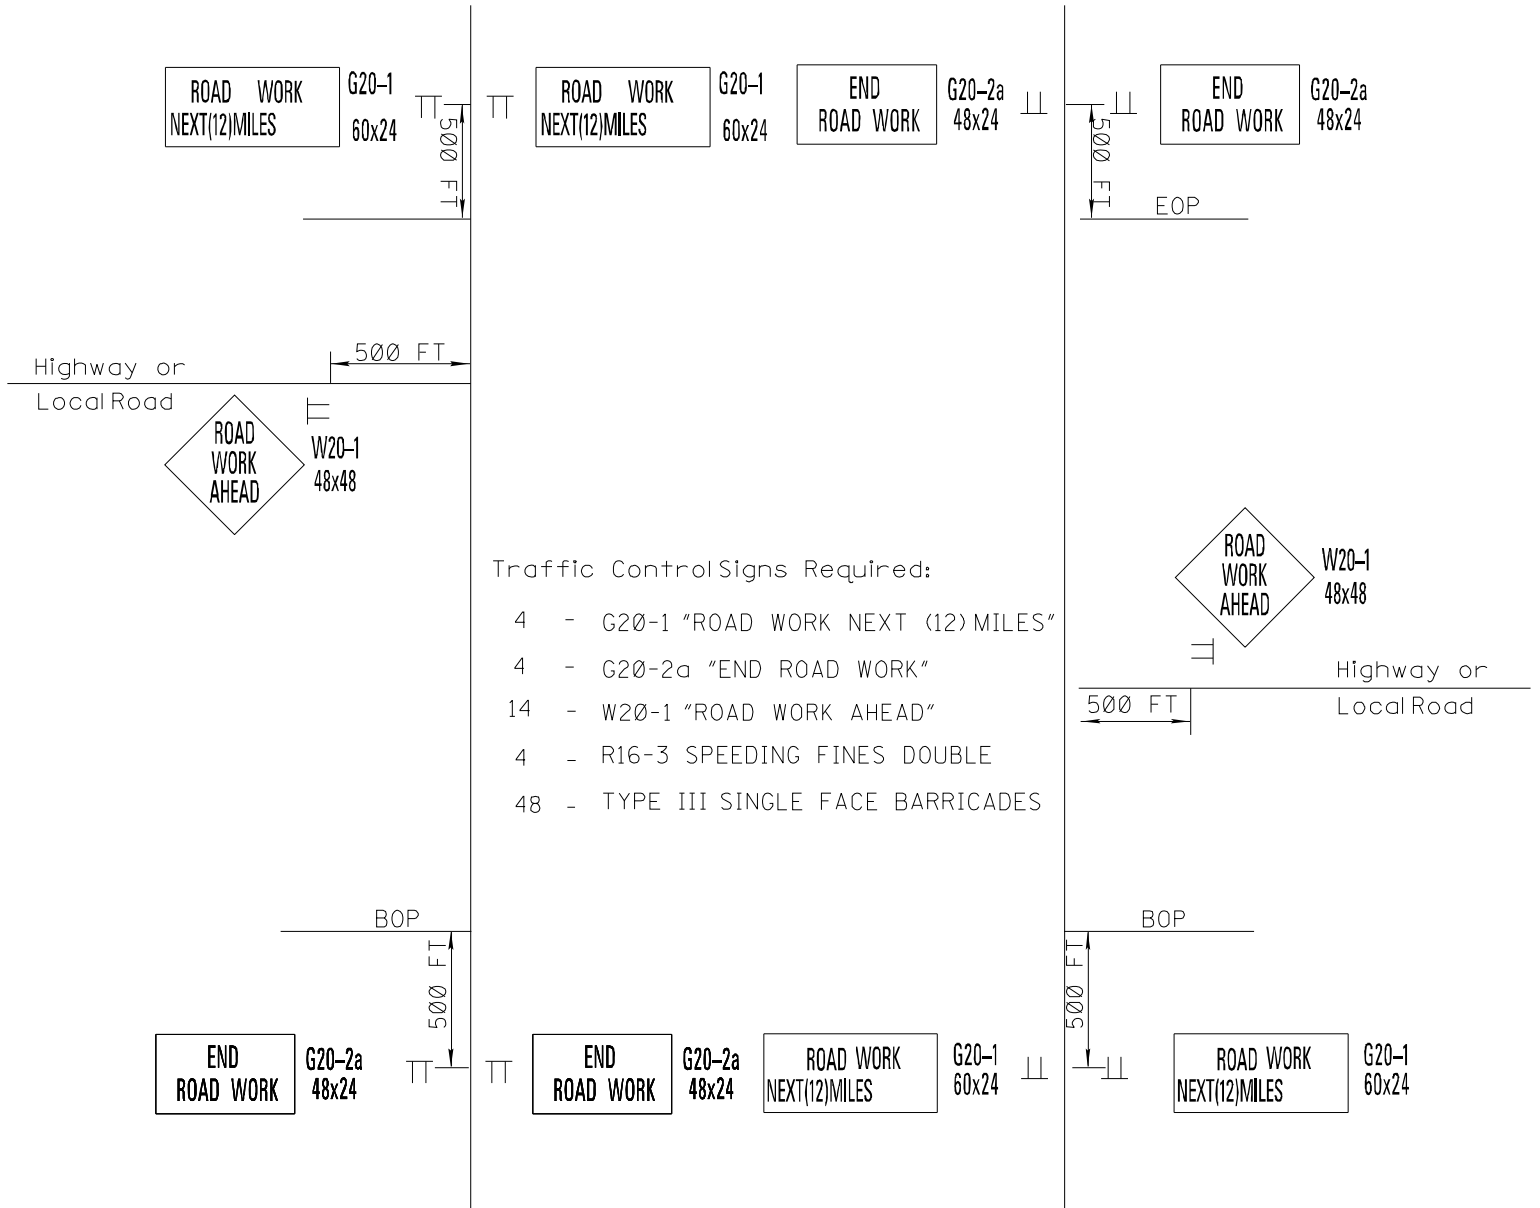 ROAD WORK
NEXT(12)MILES
G20-1
60x24
500 FT
ROAD WORK
NEXT(12)MILES
G20-1
60x24
END
ROAD WORK
G20-2a
48x24
500 FT
END
ROAD WORK
G20-2a
48x24
EOP
500 FT
Highway or
Local Road
ROAD
WORK
AHEAD
W20-1
48x48
ROAD
WORK
AHEAD
W20-1
48x48
Traffic Control Signs Required:
4 - G20-1 "ROAD WORK NEXT (12) MILES"
4 - G20-2a "END ROAD WORK"
14 - W20-1 "ROAD WORK AHEAD"
4 - R16-3 SPEEDING FINES DOUBLE
48 - TYPE III SINGLE FACE BARRICADES
Highway or
Local Road
500 FT
BOP
500 FT
BOP
500 FT
END
ROAD WORK
G20-2a
48x24
END
ROAD WORK
G20-2a
48x24
ROAD WORK
NEXT(12)MILES
G20-1
60x24
ROAD WORK
NEXT(12)MILES
G20-1
60x24